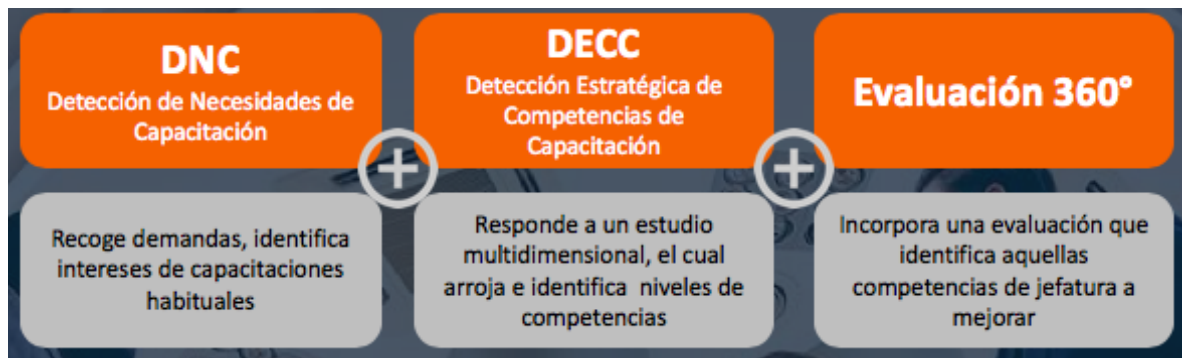 DNC
Detección de Necesidades de
Capacitación
Recoge demandas, identifica
intereses de capacitaciones
habituales
DECC
Detección Estratégica de
Competencias de
Capacitación
Responde a un estudio
multidimensional, el cual
arroja e identifica niveles de
competencias
Evaluación 360°
Incorpora una evaluación que
identifica aquellas
competencias de jefatura a
mejorar